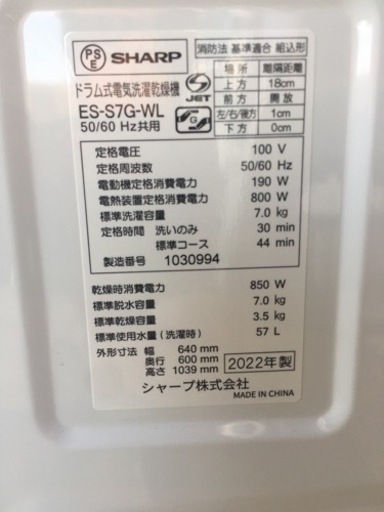 PS
E
SHARP
消防法 基準適合 組込形
ドラム式電気洗濯乾燥機
ES-S7G-WL
50/60 Hz共用
S
JET
G
場所 離隔距離
上方 18cm
前方 開放
左/右/後方 1cm
下方 0cm
定格電圧 100 V
定格周波数 50/60 Hz
電動機定格消費電力 190 W
電熱装置定格消費電力 800 W
標準洗濯容量 7.0 kg
定格時間 洗いのみ 30 min
標準コース 44 min
製造番号 1030994
乾燥時消費電力 850 W
標準脱水容量 7.0 kg
標準乾燥容量 3.5 kg
標準使用水量(洗濯時) 57 L
外形寸法 幅 640 mm
奥行 600 mm
高さ 1039 mm
2022年製
シャープ株式会社
MADE IN CHINA